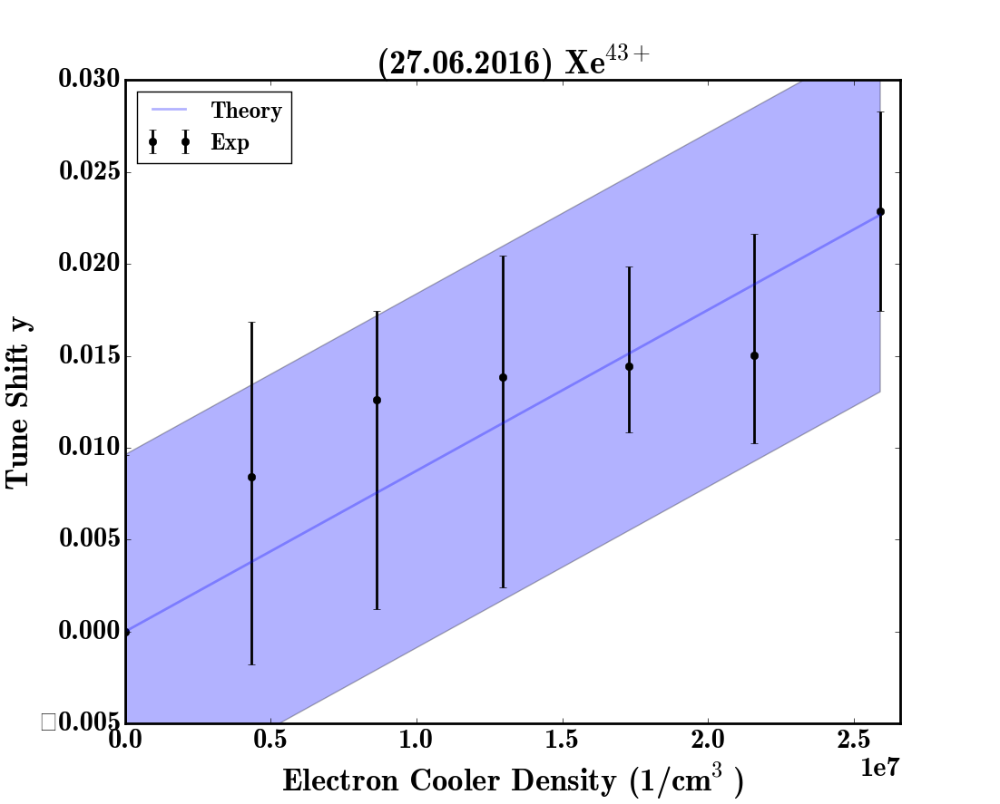 (27.06.2016) Xe43+
0.030
0.025
0.020
0.015
0.010
0.005
0.000
□0.005
Tune Shift y
Theory
Exp
0.0 0.5 1.0 1.5 2.0 2.5
1e7
Electron Cooler Density (1/cm3 )